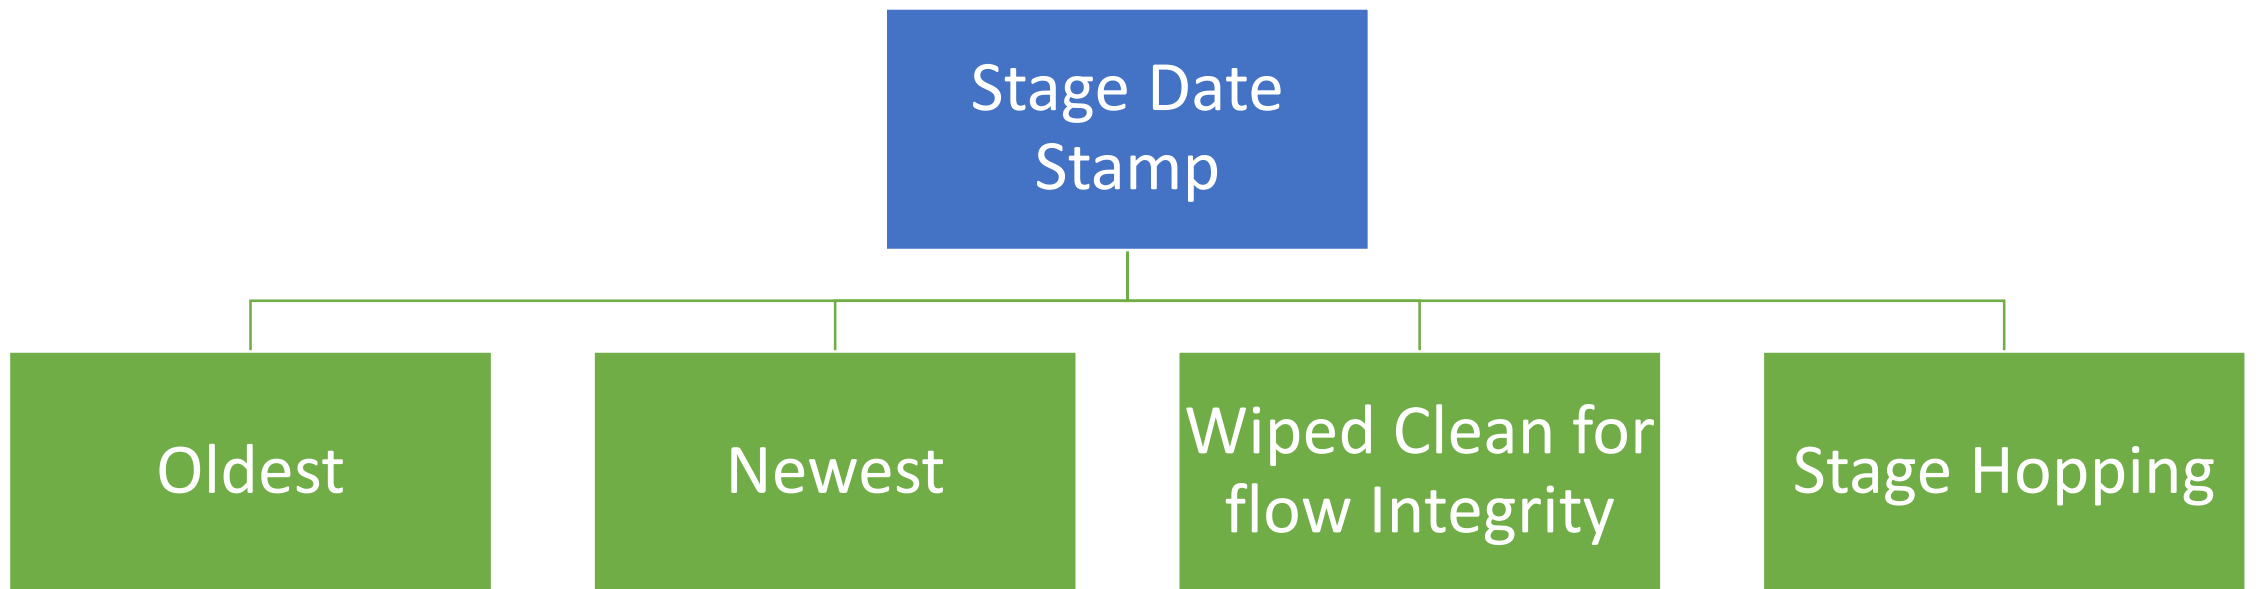 Stage Date
Stamp
Oldest
Newest
Wiped Clean for
flow Integrity
Stage Hopping